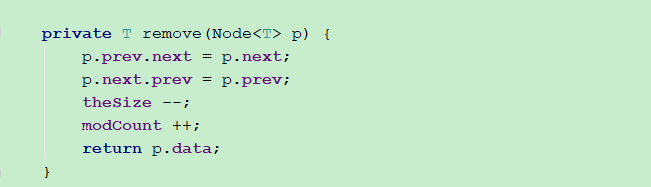 private T remove(Node<T> p) {
    p.prev.next = p.next;
    p.next.prev = p.prev;
    theSize --;
    modCount ++;
    return p.data;
}